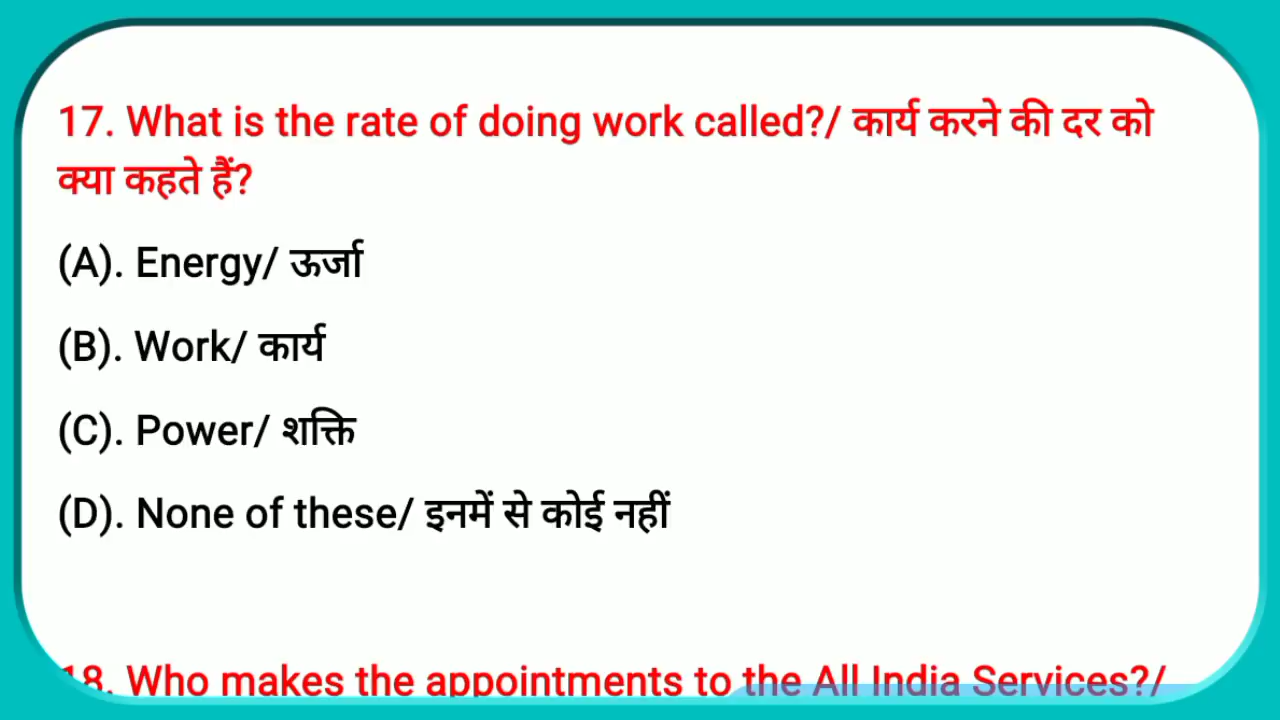 17. What is the rate of doing work called?/ कार्य करने की दर को
क्या कहते हैं?
(A). Energy/ ऊर्जा
(B). Work/ कार्य
(C). Power/ शक्ति
(D). None of these/ इनमें से कोई नहीं
18. Who makes the appointments to the All India Services?/